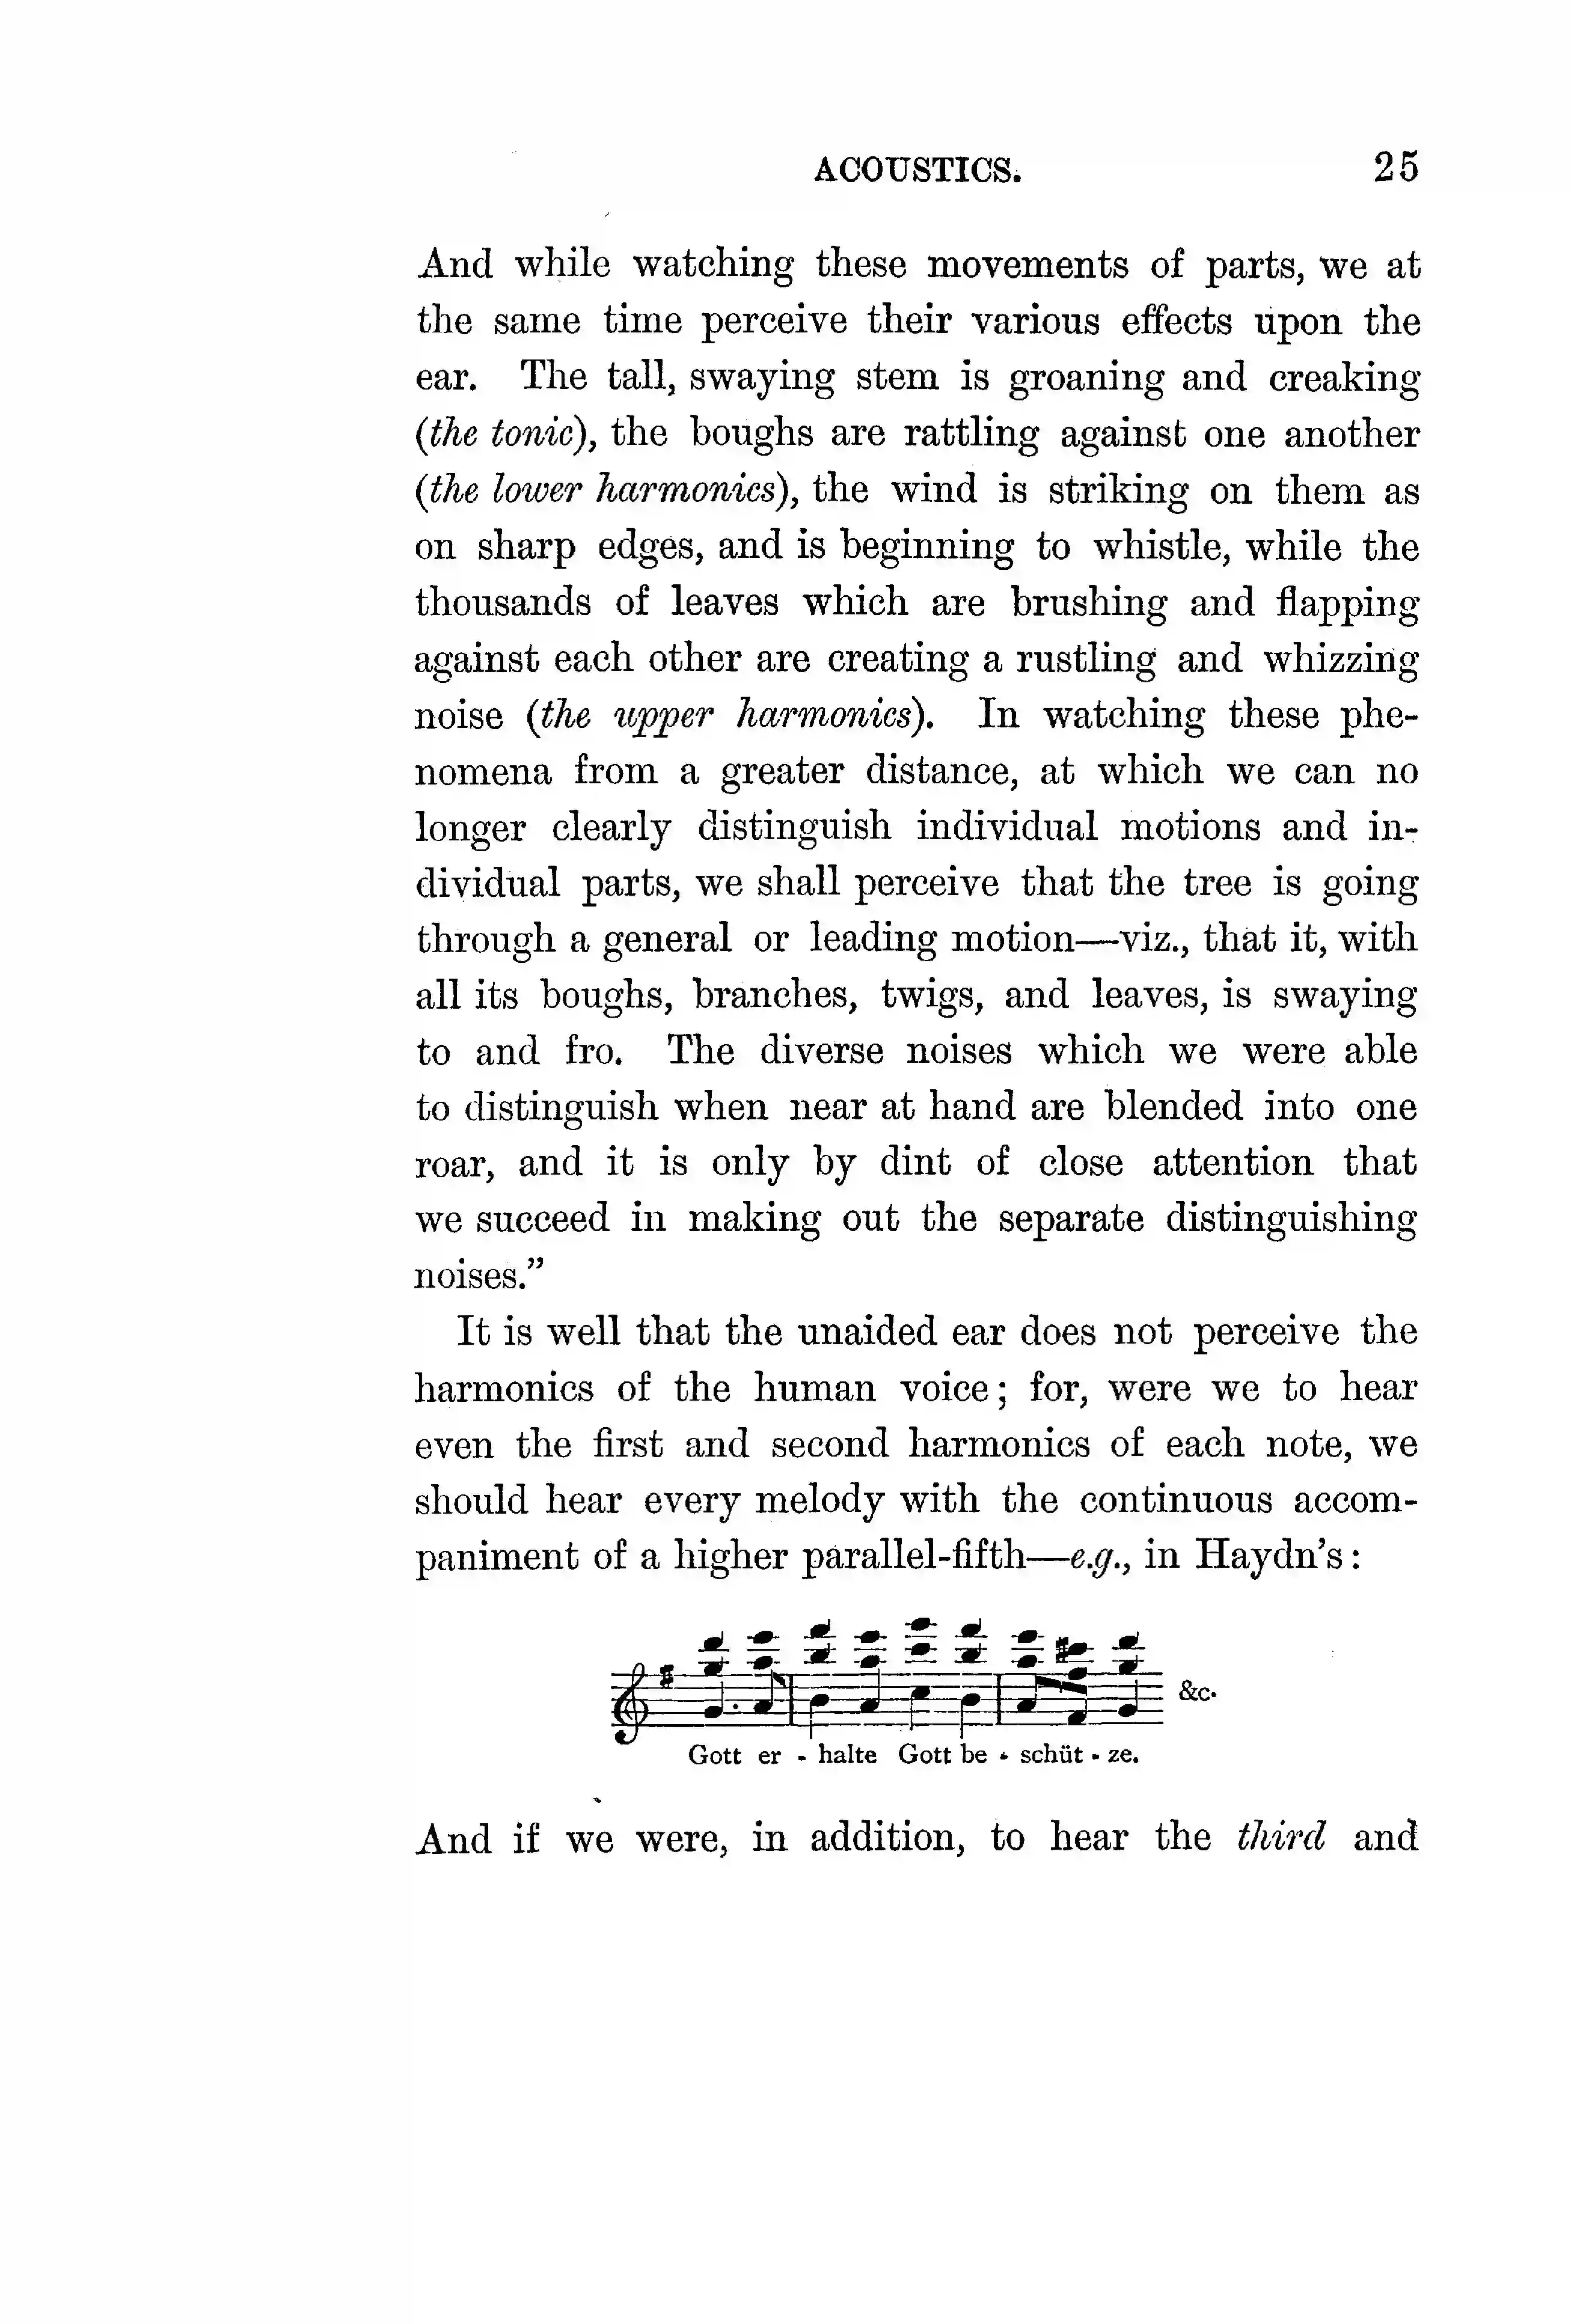 ACOUSTICS. 25
And while watching these movements of parts, we at
the same time perceive their various effects upon the
ear. The tall, swaying stem is groaning and creaking
(the tonic), the boughs are rattling against one another
(the lower harmonics), the wind is striking on them as
on sharp edges, and is beginning to whistle, while the
thousands of leaves which are brushing and flapping
against each other are creating a rustling and whizzing
noise (the upper harmonics). In watching these phe-
nomena from a greater distance, at which we can no
longer clearly distinguish individual motions and in-
dividual parts, we shall perceive that the tree is going
through a general or leading motion—viz., that it, with
all its boughs, branches, twigs, and leaves, is swaying
to and fro. The diverse noises which we were able
to distinguish when near at hand are blended into one
roar, and it is only by dint of close attention that
we succeed in making out the separate distinguishing
noises.”
It is well that the unaided ear does not perceive the
harmonics of the human voice; for, were we to hear
even the first and second harmonics of each note, we
should hear every melody with the continuous accom-
paniment of a higher parallel-fifth—e.g., in Haydn’s:
&c.
Gott er - halte Gott be - schüt - ze.
And if we were, in addition, to hear the third and